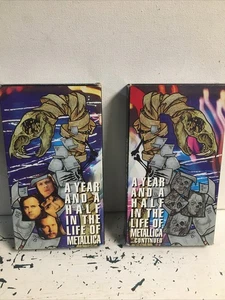 A YEAR
AND A
HALF
IN THE
LIFE OF
METALLICA
A YEAR
AND A
HALF
IN THE
LIFE OF
METALLICA
...CONTINUED